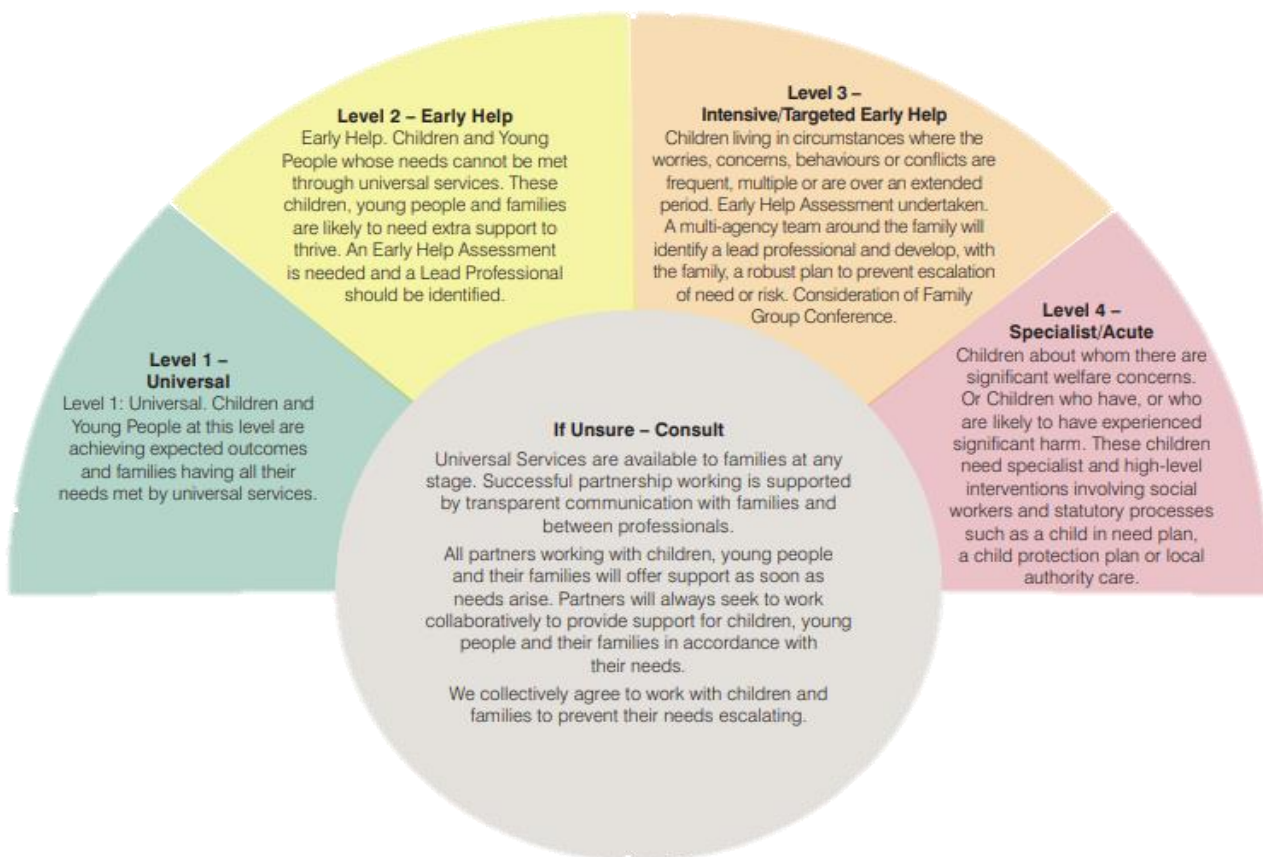 Level 1 –
Universal
Level 1: Universal. Children and
Young People at this level are
achieving expected outcomes
and families having all their
needs met by universal services.
Level 2 – Early Help
Early Help. Children and Young
People whose needs cannot be met
through universal services. These
children, young people and families
are likely to need extra support to
thrive. An Early Help Assessment
is needed and a Lead Professional
should be identified.
Level 3 –
Intensive/Targeted Early Help
Children living in circumstances where the
worries, concerns, behaviours or conflicts are
frequent, multiple or are over an extended
period. Early Help Assessment undertaken.
A multi-agency team around the family will
identify a lead professional and develop, with
the family, a robust plan to prevent escalation
of need or risk. Consideration of Family
Group Conference.
Level 4 –
Specialist/Acute
Children about whom there are
significant welfare concerns.
Or Children who have, or who
are likely to have experienced
significant harm. These children
need specialist and high-level
interventions involving social
workers and statutory processes
such as a child in need plan,
a child protection plan or local
authority care.
If Unsure – Consult
Universal Services are available to families at any
stage. Successful partnership working is supported
by transparent communication with families and
between professionals.
All partners working with children, young people
and their families will offer support as soon as
needs arise. Partners will always seek to work
collaboratively to provide support for children, young
people and their families in accordance with
their needs.
We collectively agree to work with children and
families to prevent their needs escalating.